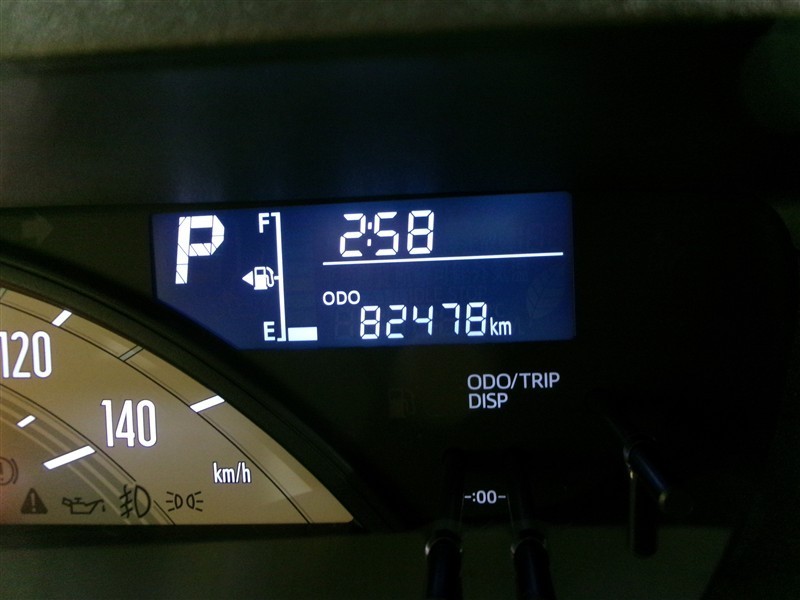 P
F
2:58
ODO
E
82478km
120
140
km/h
ODO/TRIP
DISP
-:00-